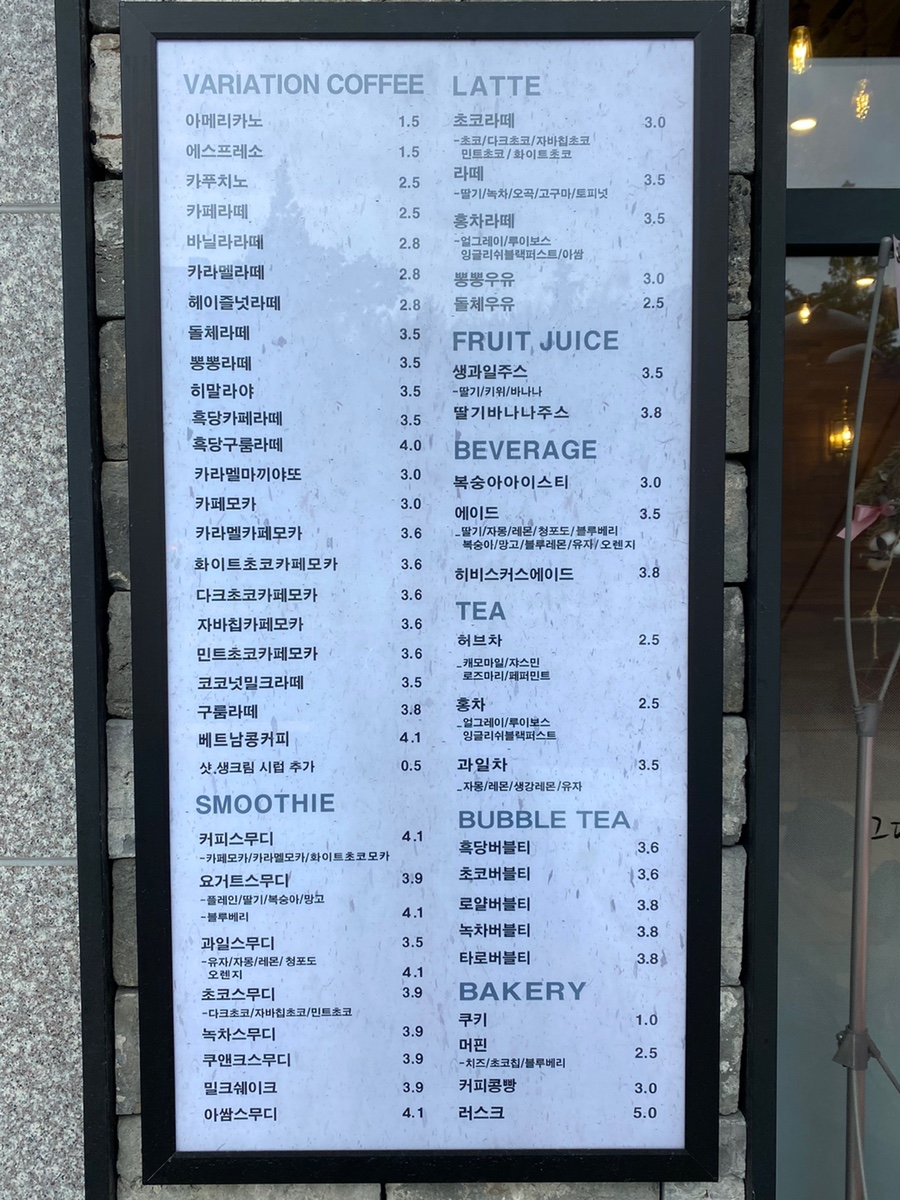 VARIATION COFFEE
아메리카노 1.5
에스프레소 1.5
카푸치노 2.5
카페라떼 2.5
바닐라라떼 2.8
카라멜라떼 2.8
헤이즐넛라떼 2.8
돌체라떼 3.5
뿅뿅라떼 3.5
히말라야 3.5
흑당카페라떼 3.5
흑당구룸라떼 4.0
카라멜마끼야또 3.0
카페모카 3.0
카라멜카페모카 3.6
화이트초코카페모카 3.6
다크초코카페모카 3.6
자바칩카페모카 3.6
민트초코카페모카 3.6
코코넛밀크라떼 3.5
구룸라떼 3.8
베트남콩커피 4.1
샷,생크림 시럽 추가 0.5
SMOOTHIE
커피스무디 4.1
-카페모카/카라멜모카/화이트초코모카
요거트스무디 3.9
-플레인/딸기/복숭아/망고
-블루베리 4.1
과일스무디 3.5
-유자/자몽/레몬/청포도
오렌지 4.1
초코스무디 3.9
-다크초코/자바칩초코/민트초코
녹차스무디 3.9
쿠앤크스무디 3.9
밀크쉐이크 3.9
아쌈스무디 4.1
LATTE
초코라떼 3.0
-초코/다크초코/자바칩초코
민트초코/화이트초코
라떼 3.5
-딸기/녹차/오곡/고구마/토피넛
홍차라떼 3.5
-얼그레이/루이보스
잉글리쉬블랙퍼스트/아쌈
뿅뿅우유 3.0
돌체우유 2.5
FRUIT JUICE
생과일주스 3.5
-딸기/키위/바나나
딸기바나나주스 3.8
BEVERAGE
복숭아아이스티 3.0
에이드 3.5
-딸기/자몽/레몬/청포도/블루베리
복숭아/망고/블루레몬/유자/오렌지
히비스커스에이드 3.8
TEA
허브차 2.5
-캐모마일/쟈스민
로즈마리/페퍼민트
홍차 2.5
-얼그레이/루이보스
잉글리쉬블랙퍼스트
과일차 3.5
-자몽/레몬/생강레몬/유자
BUBBLE TEA
흑당버블티 3.6
초코버블티 3.6
로얄버블티 3.8
녹차버블티 3.8
타로버블티 3.8
BAKERY
쿠키 1.0
머핀 2.5
-치즈/초코칩/블루베리
커피콩빵 3.0
러스크 5.0